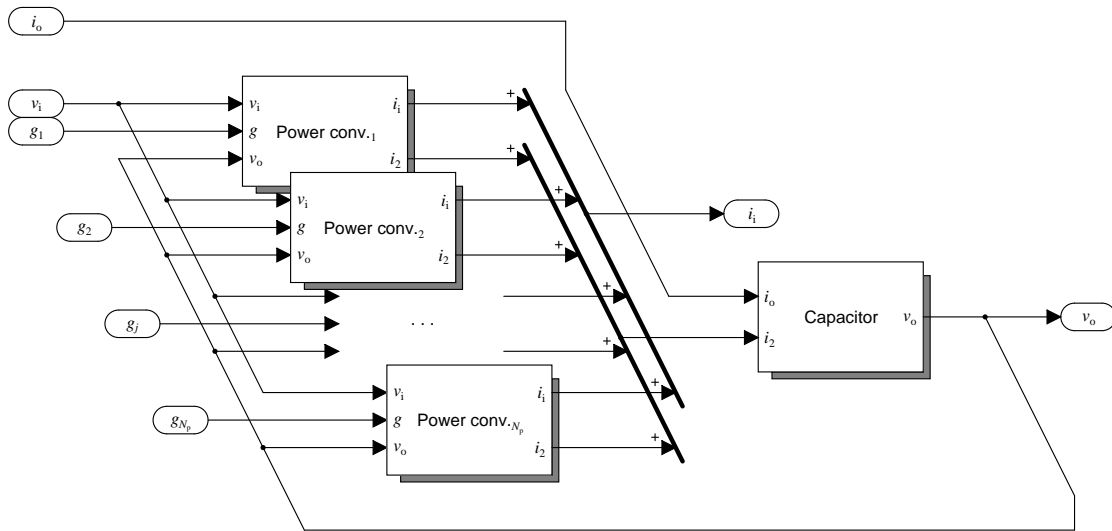 i_o
v_i
g_1
v_i
g
v_o
Power conv._1
i_i
i_2
+
+
g_2
v_i
g
v_o
Power conv._2
i_i
i_2
+
+
i_i
g_j
. . .
+
+
i_o
i_2
Capacitor
v_o
v_o
g_{N_p}
v_i
g
v_o
Power conv._{N_p}
i_i
i_2
+
+